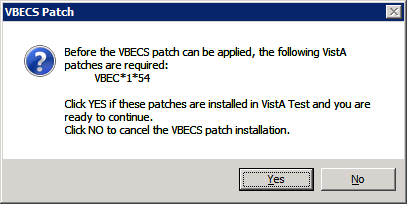 VBECS Patch
Before the VBECS patch can be applied, the following VistA
patches are required:
VBEC*1*54
Click YES if these patches are installed in VistA Test and you are
ready to continue.
Click NO to cancel the VBECS patch installation.
Yes
No